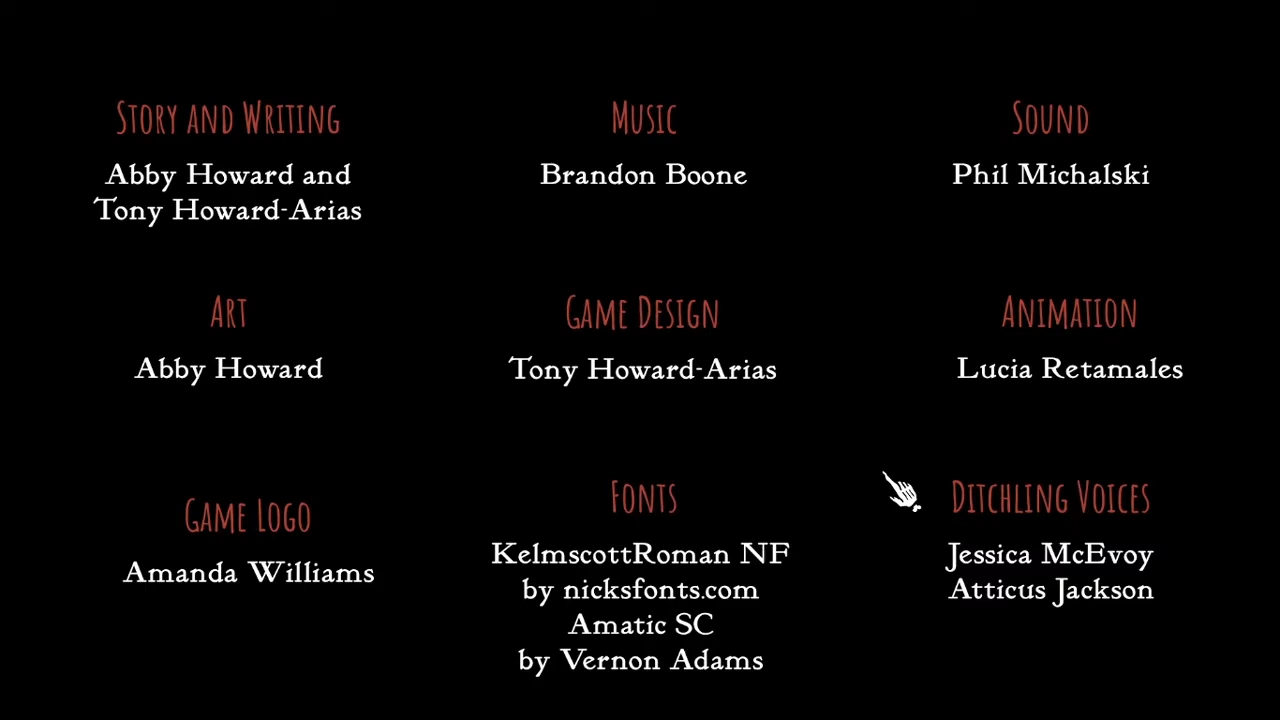 Story and Writing
Abby Howard and
Tony Howard-Arias
Music
Brandon Boone
Sound
Phil Michalski
Art
Abby Howard
Game Design
Tony Howard-Arias
Animation
Lucia Retamales
Game Logo
Amanda Williams
Fonts
KelmscottRoman NF
by nicksfonts.com
Amatic SC
by Vernon Adams
Ditchling Voices
Jessica McEvoy
Atticus Jackson